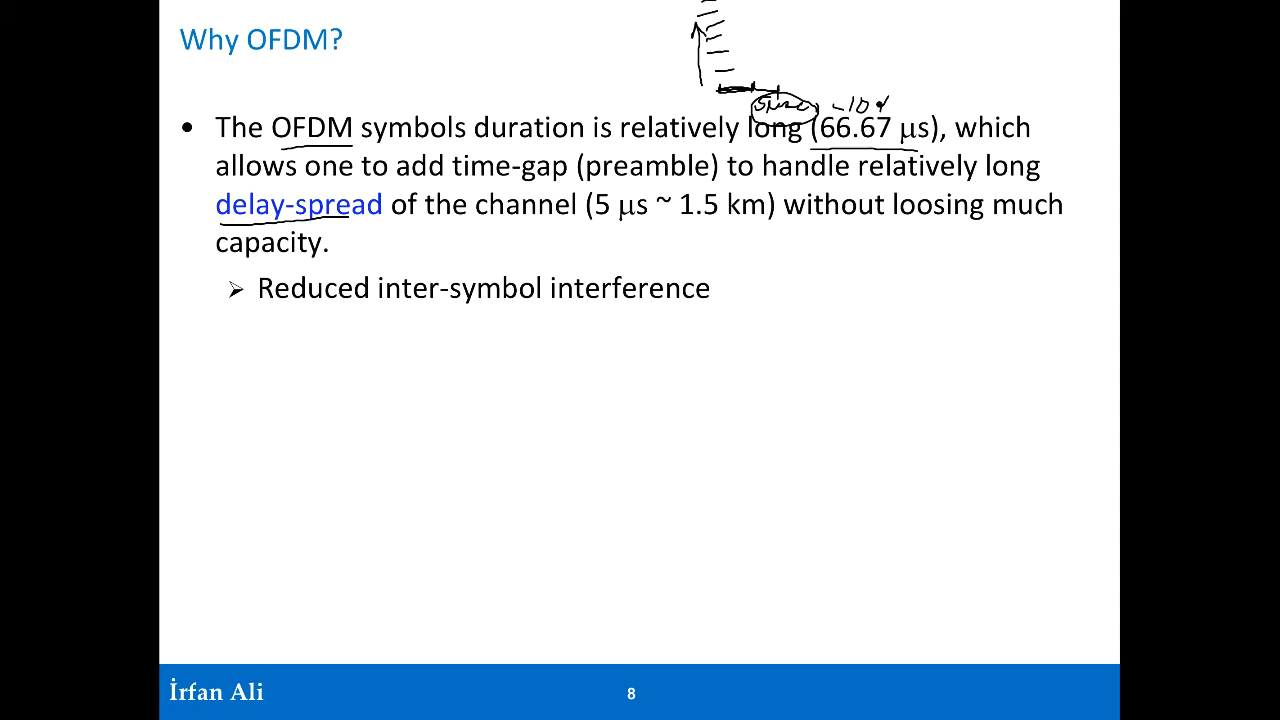 Why OFDM?
5μsec ~10%
• The OFDM symbols duration is relatively long (66.67 μs), which
allows one to add time-gap (preamble) to handle relatively long
delay-spread of the channel (5 μs ~ 1.5 km) without loosing much
capacity.
➢ Reduced inter-symbol interference
İrfan Ali
8